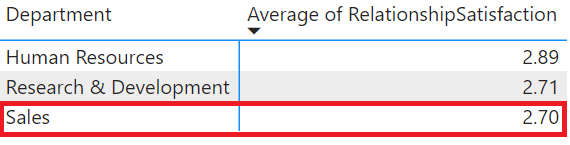 Department Average of RelationshipSatisfaction
Human Resources 2.89
Research & Development 2.71
Sales 2.70